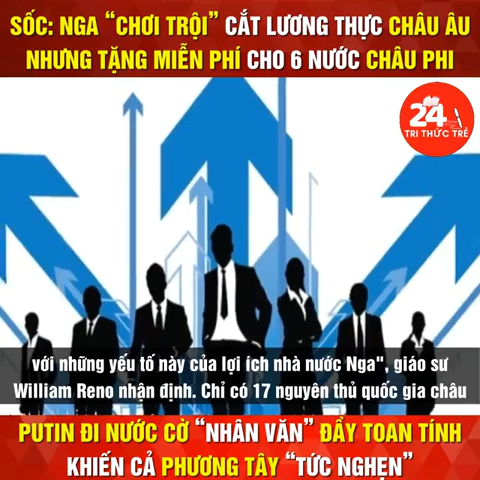 SỐC: NGA “CHƠI TRỘI” CẮT LƯƠNG THỰC CHÂU ÂU
NHƯNG TẶNG MIỄN PHÍ CHO 6 NƯỚC CHÂU PHI
24
TRI THỨC TRẺ
với những yếu tố này của lợi ích nhà nước Nga", giáo sư
William Reno nhận định. Chỉ có 17 nguyên thủ quốc gia châu
PUTIN ĐI NƯỚC CỜ “NHÂN VĂN” ĐẦY TOAN TÍNH
KHIẾN CẢ PHƯƠNG TÂY “TỨC NGHẸN”